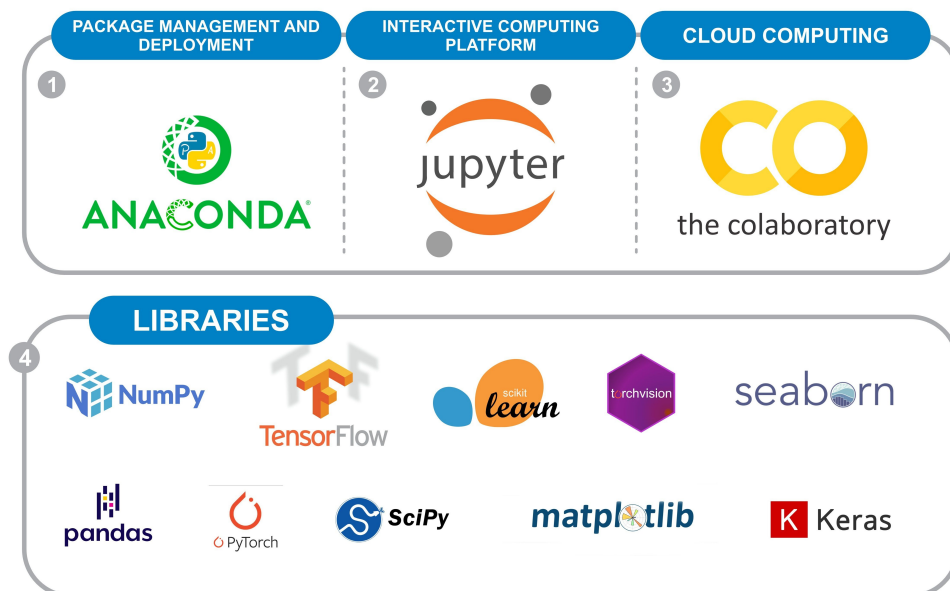 PACKAGE MANAGEMENT AND
DEPLOYMENT
INTERACTIVE COMPUTING
PLATFORM
CLOUD COMPUTING
1
2
3
ANACONDA®
jupyter
CO
the colaboratory
LIBRARIES
4
NumPy
TensorFlow
scikit
learn
torchvision
seaborn
pandas
PyTorch
SciPy
matplotlib
K Keras